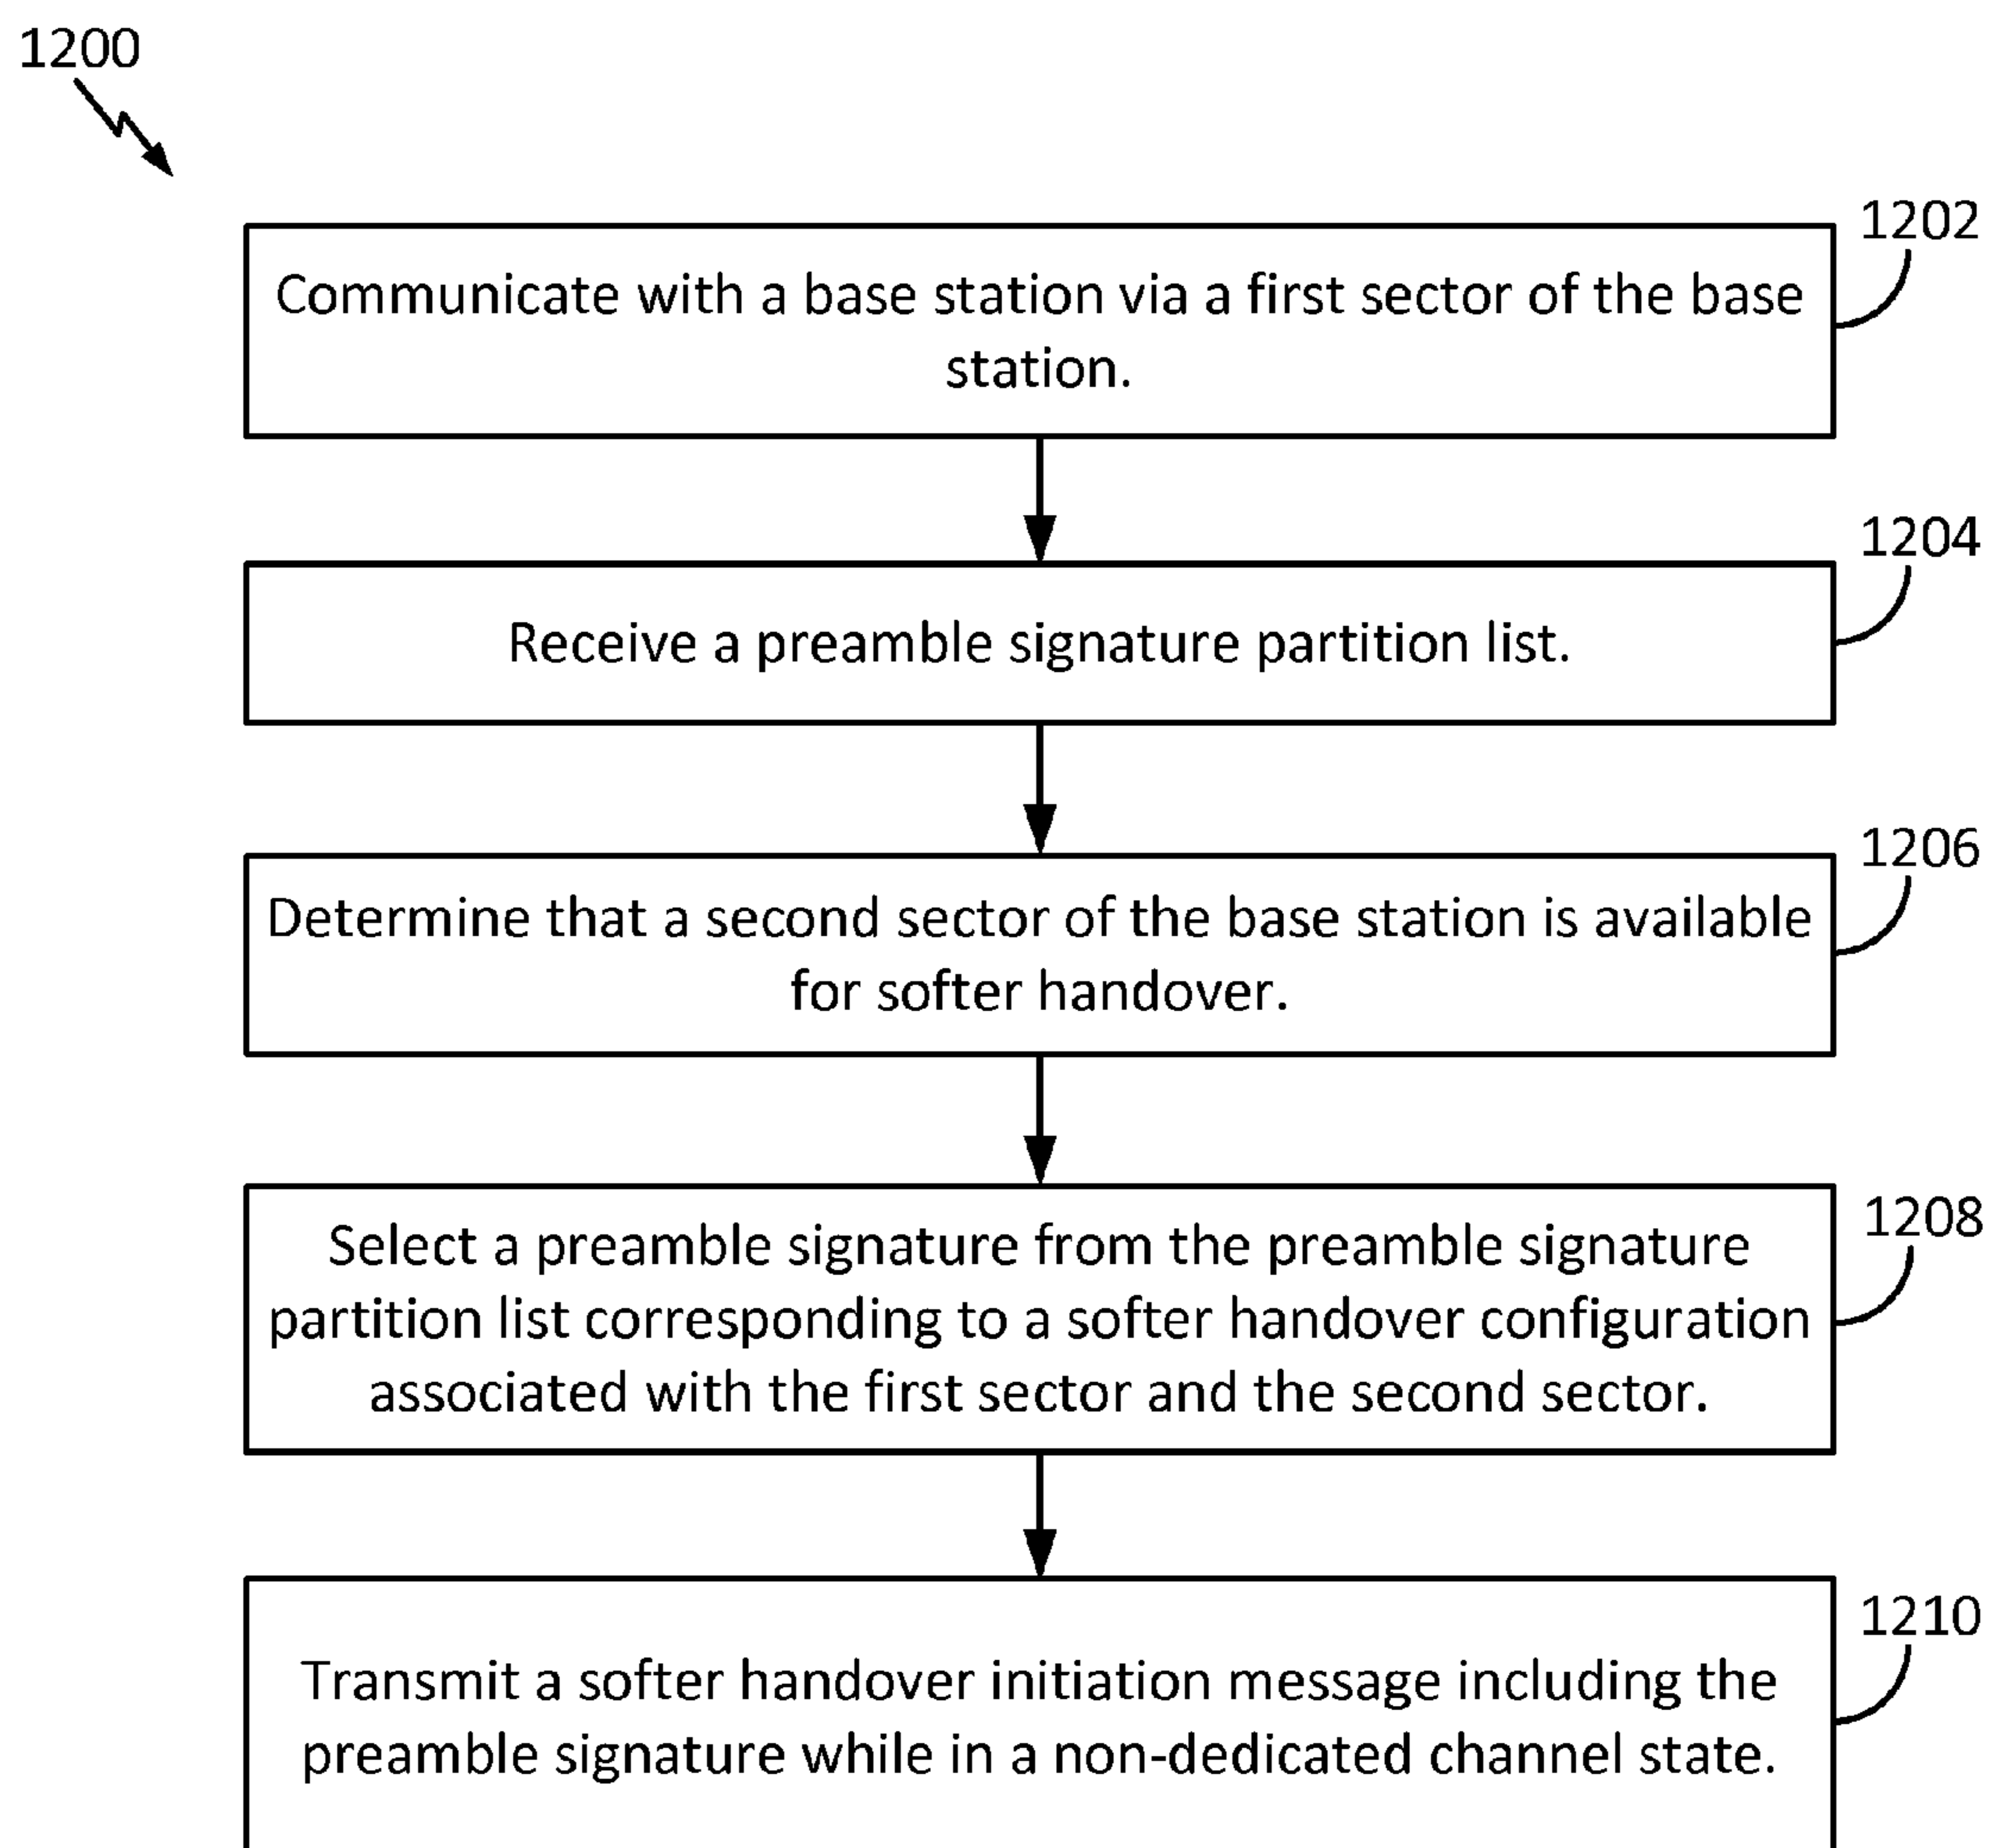 1200
1202
Communicate with a base station via a first sector of the base
station.
1204
Receive a preamble signature partition list.
1206
Determine that a second sector of the base station is available
for softer handover.
1208
Select a preamble signature from the preamble signature
partition list corresponding to a softer handover configuration
associated with the first sector and the second sector.
1210
Transmit a softer handover initiation message including the
preamble signature while in a non-dedicated channel state.